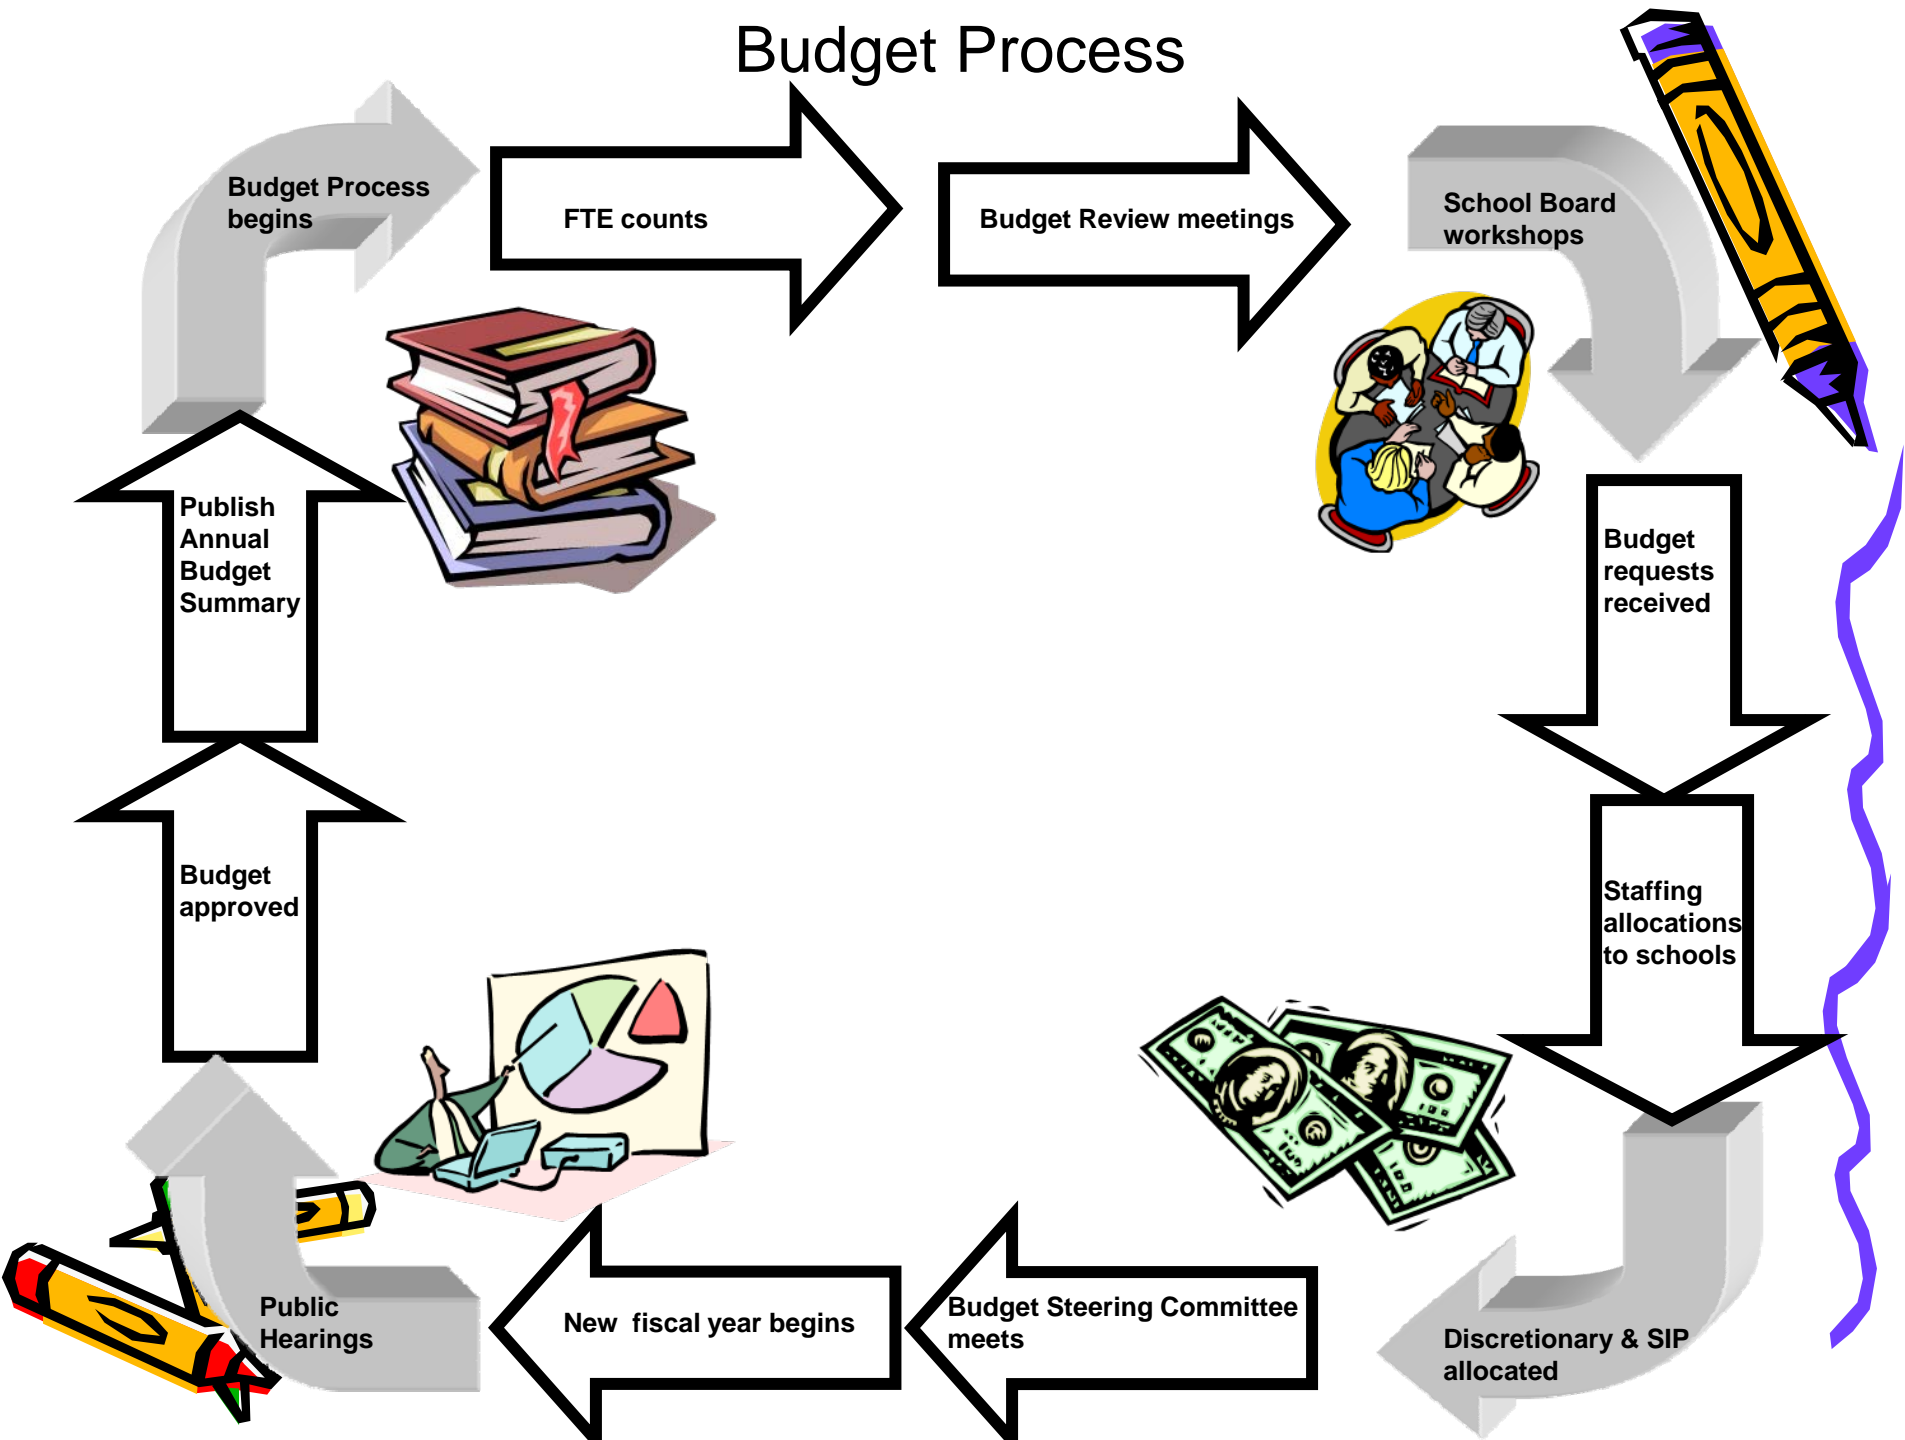 Budget Process
Budget Process
begins
FTE counts
Budget Review meetings
School Board
workshops
Budget
requests
received
Staffing
allocations
to schools
Discretionary & SIP
allocated
Budget Steering Committee
meets
New fiscal year begins
Public
Hearings
Budget
approved
Publish
Annual
Budget
Summary